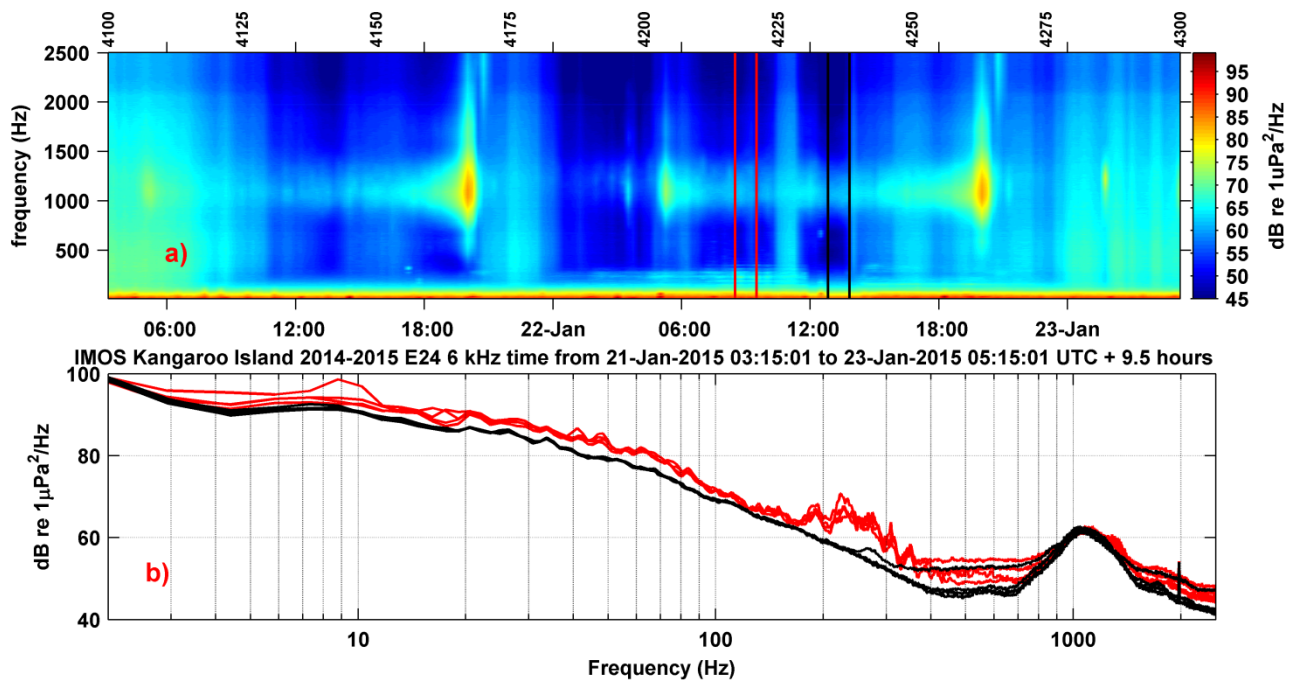 4100 4125 4150 4175 4200 4225 4250 4275 4300
2500
2000
1500
1000
500
frequency (Hz)
a)
95
90
85
80
75
70
65
60
55
50
45
dB re 1uPa²/Hz
06:00 12:00 18:00 22-Jan 06:00 12:00 18:00 23-Jan
IMOS Kangaroo Island 2014-2015 E24 6 kHz time from 21-Jan-2015 03:15:01 to 23-Jan-2015 05:15:01 UTC + 9.5 hours
100
80
60
40
dB re 1µPa²/Hz
b)
10 100 1000
Frequency (Hz)